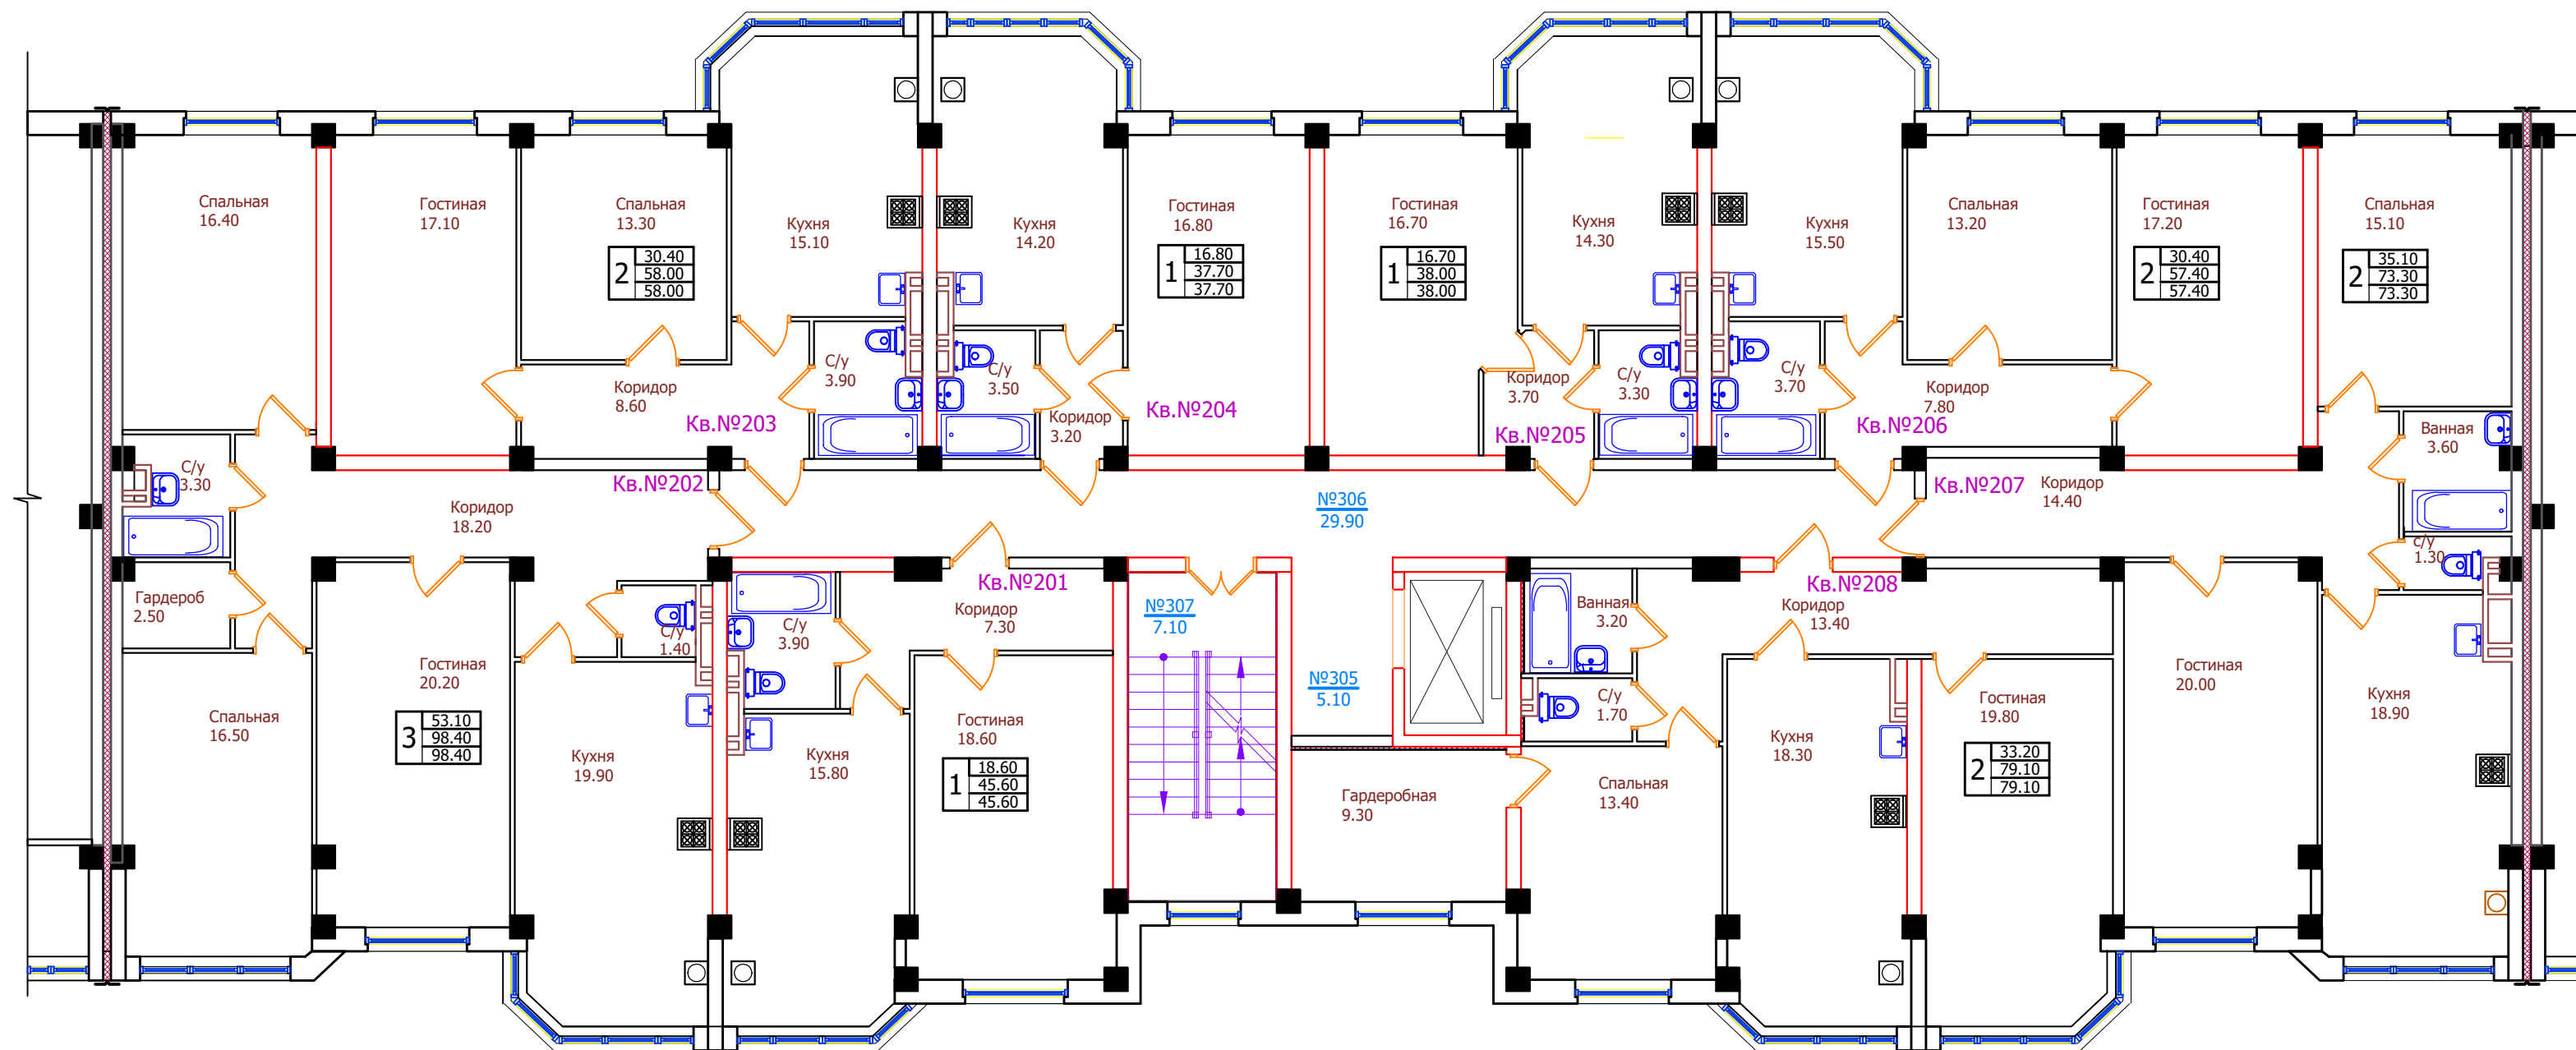 Спальная
16.40
Гостиная
17.10
Спальная
13.30
2
30.40
58.00
58.00
Кухня
15.10
Кухня
14.20
Гостиная
16.80
1
16.80
37.70
37.70
Гостиная
16.70
1
16.70
38.00
38.00
Кухня
14.30
Кухня
15.50
Спальная
13.20
Гостиная
17.20
2
30.40
57.40
57.40
Спальная
15.10
2
35.10
73.30
73.30
Коридор
8.60
Кв.№203
С/у
3.90
С/у
3.50
Коридор
3.20
Кв.№204
Коридор
3.70
Кв.№205
С/у
3.30
С/у
3.70
Кв.№206
Коридор
7.80
Ванная
3.60
С/у
3.30
Коридор
18.20
Кв.№202
№306
29.90
Кв.№207
Коридор
14.40
с/у
1.30
Гардероб
2.50
С/у
1.40
С/у
3.90
Кв.№201
Коридор
7.30
№307
7.10
№305
5.10
Ванная
3.20
С/у
1.70
Кв.№208
Коридор
13.40
Спальная
16.50
Гостиная
20.20
3
53.10
98.40
98.40
Кухня
19.90
Кухня
15.80
Гостиная
18.60
1
18.60
45.60
45.60
Гардеробная
9.30
Спальная
13.40
Кухня
18.30
Гостиная
19.80
2
33.20
79.10
79.10
Гостиная
20.00
Кухня
18.90